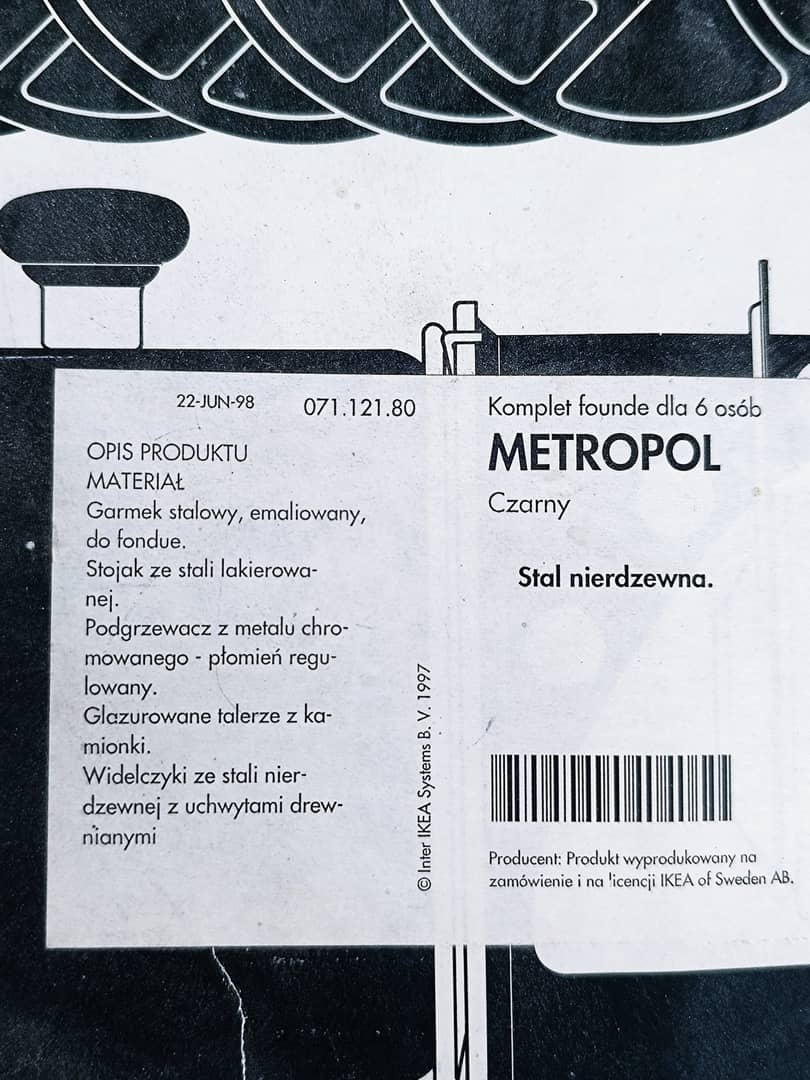 22-JUN-98 071.121.80
OPIS PRODUKTU
MATERIAŁ
Garmek stalowy, emaliowany,
do fondue.
Stojak ze stali lakierowa-
nej.
Podgrzewacz z metalu chro-
mowanego - płomień regu-
lowany.
Glazurowane talerze z ka-
mionki.
Widelczyki ze stali nier-
dzewnej z uchwytami drew-
nianymi
© Inter IKEA Systems B. V. 1997
Komplet founde dla 6 osób
METROPOL
Czarny
Stal nierdzewna.
Producent: Produkt wyprodukowany na
zamówienie i na licencji IKEA of Sweden AB.